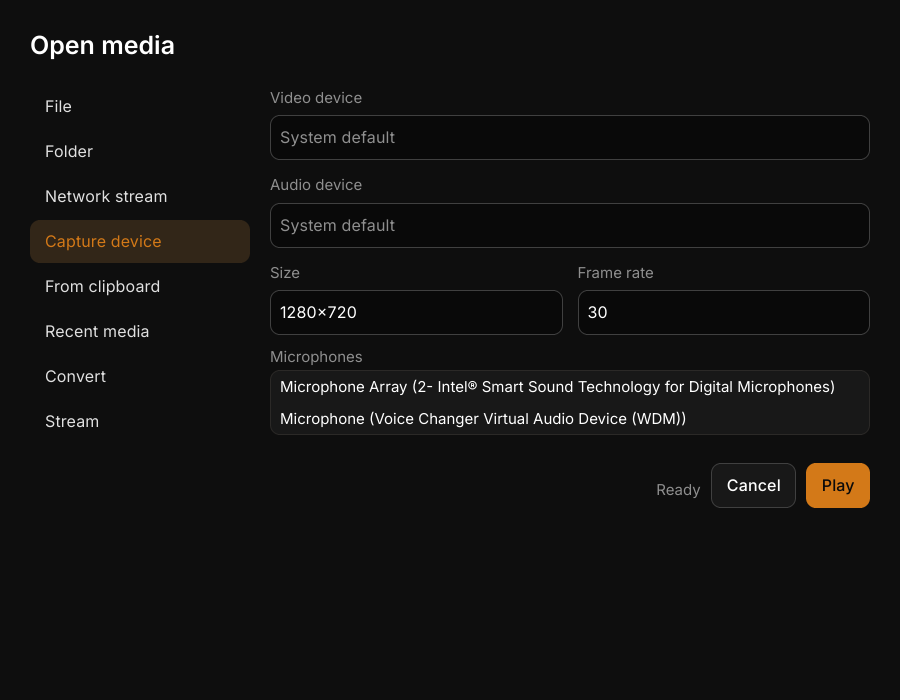 Open media
File
Folder
Network stream
Capture device
From clipboard
Recent media
Convert
Stream
Video device
System default
Audio device
System default
Size
Frame rate
1280×720
30
Microphones
Microphone Array (2- Intel® Smart Sound Technology for Digital Microphones)
Microphone (Voice Changer Virtual Audio Device (WDM))
Ready
Cancel
Play